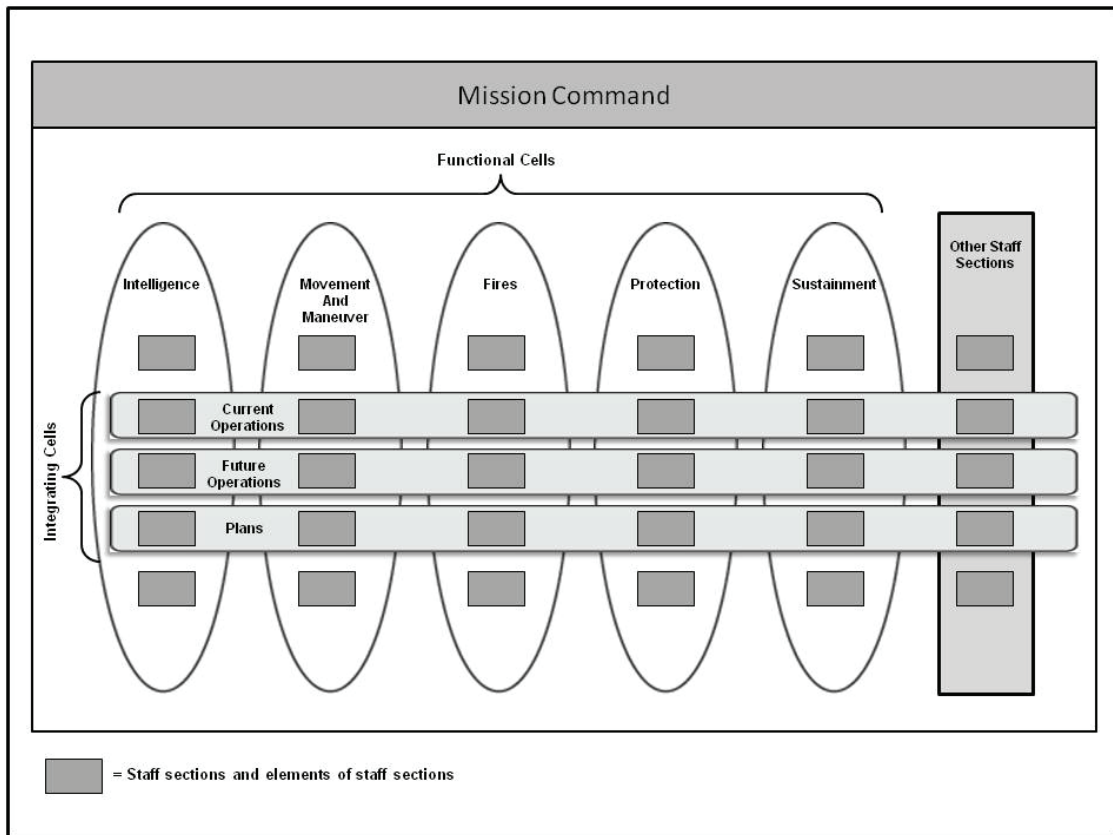 Mission Command
Functional Cells
Intelligence
Movement
And
Maneuver
Fires
Protection
Sustainment
Other Staff
Sections
Integrating Cells
Current
Operations
Future
Operations
Plans
= Staff sections and elements of staff sections